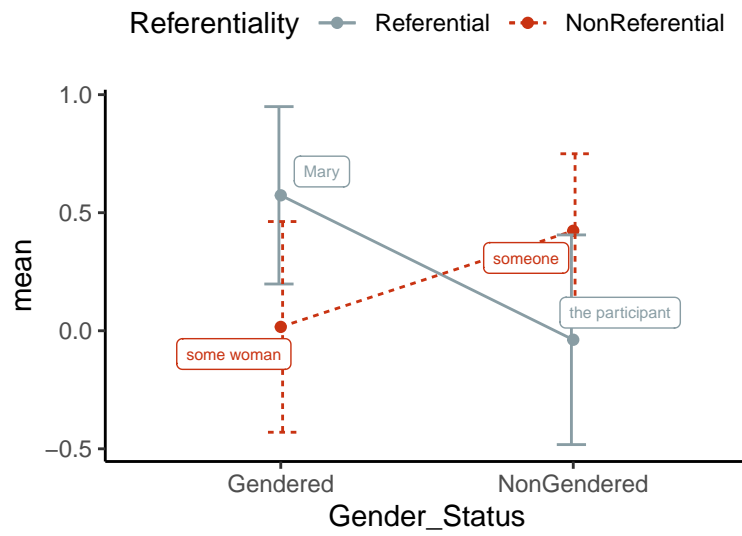 Referentiality Referential NonReferential
1.0
Mary
0.5
someone
the participant
0.0
some woman
−0.5
mean
Gendered NonGendered
Gender_Status